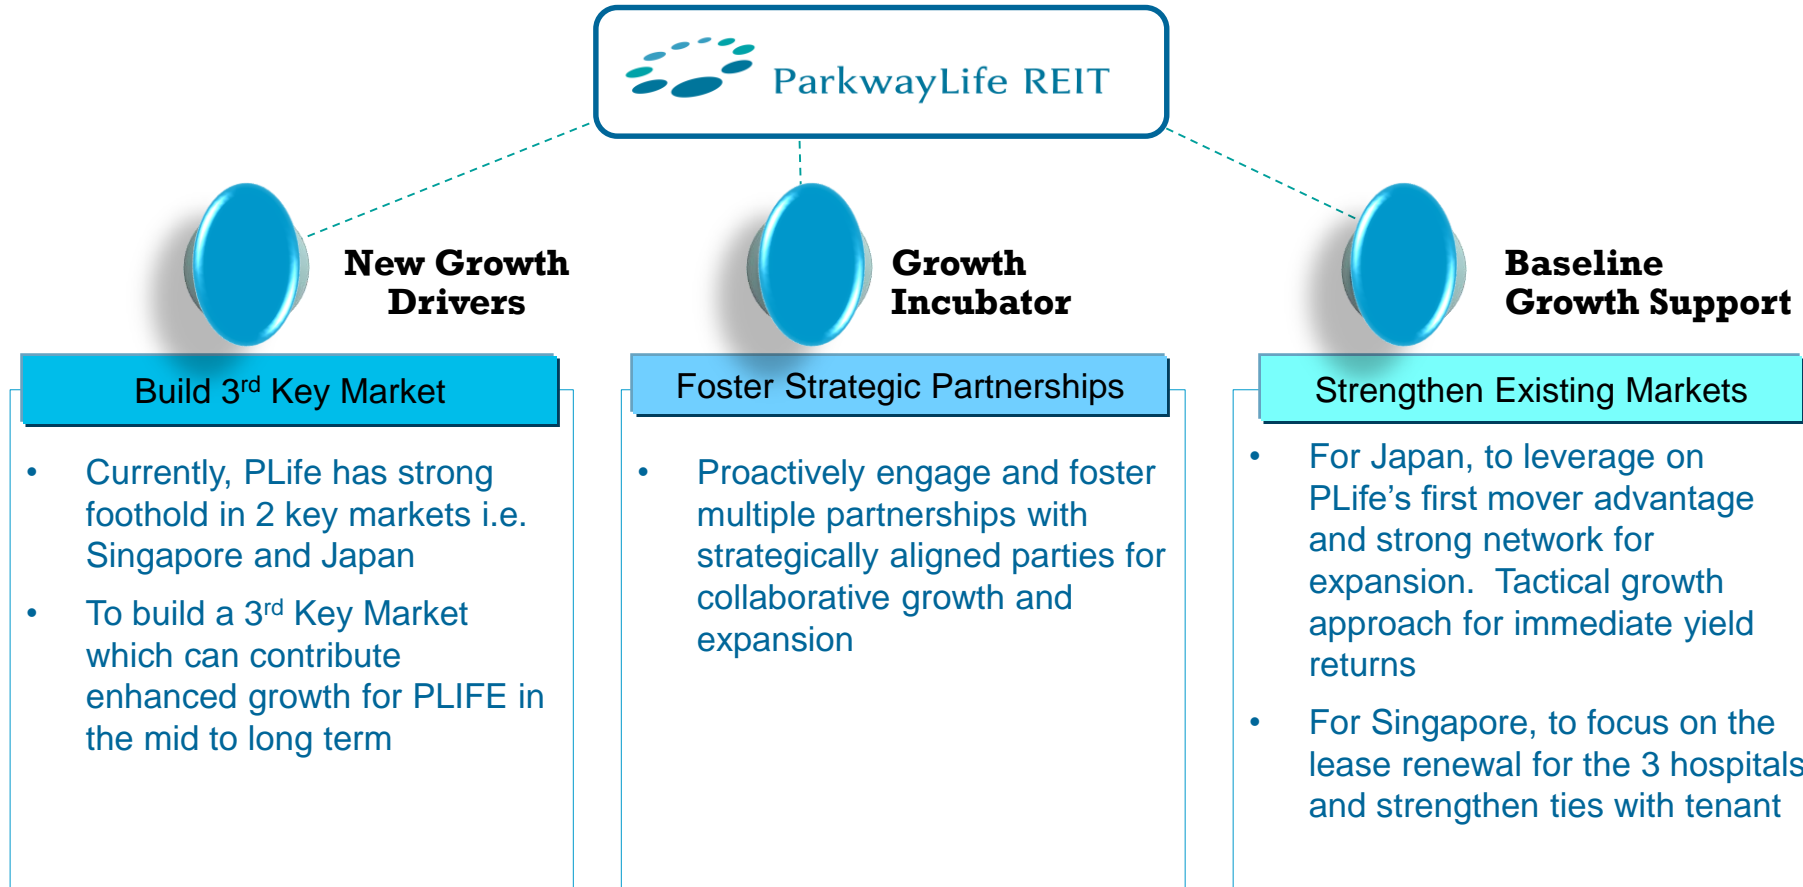 ParkwayLife REIT
New Growth
Drivers
Build 3rd Key Market
• Currently, PLife has strong
foothold in 2 key markets i.e.
Singapore and Japan
• To build a 3rd Key Market
which can contribute
enhanced growth for PLIFE in
the mid to long term
Growth
Incubator
Foster Strategic Partnerships
• Proactively engage and foster
multiple partnerships with
strategically aligned parties for
collaborative growth and
expansion
Baseline
Growth Support
Strengthen Existing Markets
• For Japan, to leverage on
PLife's first mover advantage
and strong network for
expansion.  Tactical growth
approach for immediate yield
returns
• For Singapore, to focus on the
lease renewal for the 3 hospitals
and strengthen ties with tenant